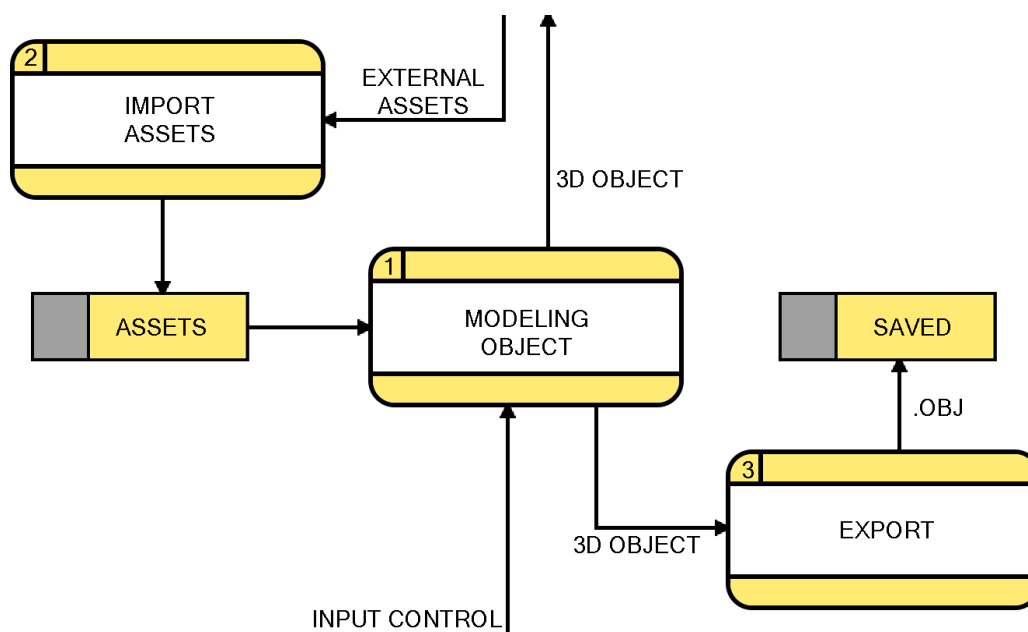 2
IMPORT
ASSETS
EXTERNAL
ASSETS
3D OBJECT
1
MODELING
OBJECT
ASSETS
SAVED
.OBJ
3
EXPORT
3D OBJECT
INPUT CONTROL